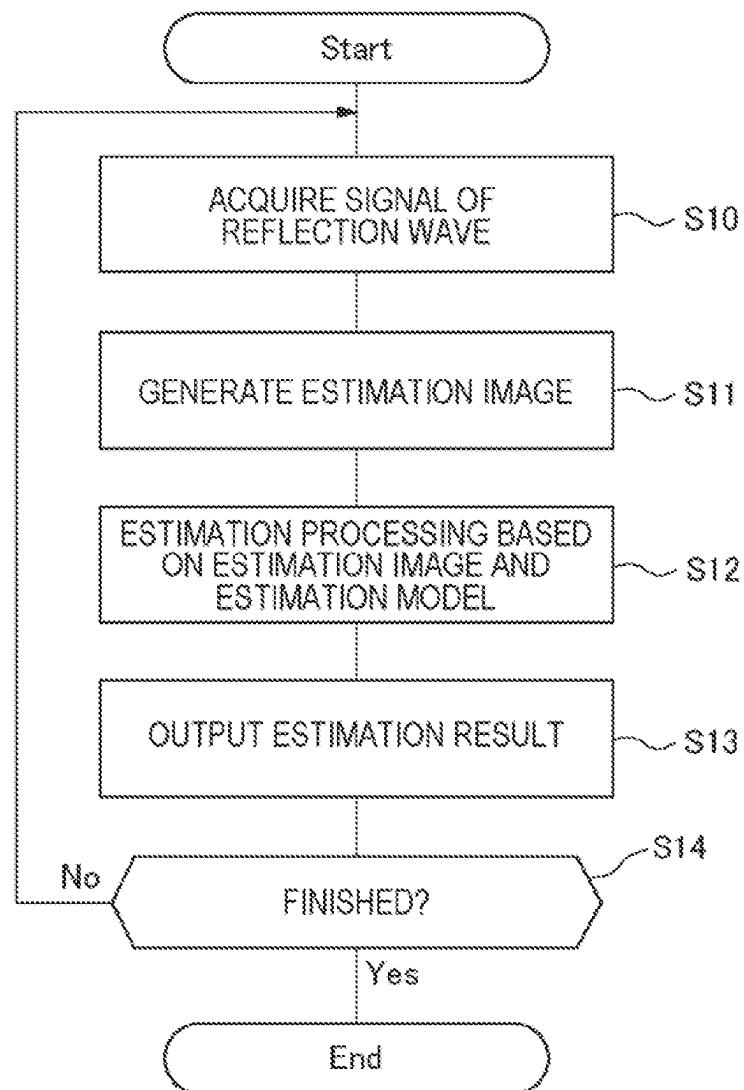 Start
ACQUIRE SIGNAL OF
REFLECTION WAVE
S10
GENERATE ESTIMATION IMAGE
S11
ESTIMATION PROCESSING BASED
ON ESTIMATION IMAGE AND
ESTIMATION MODEL
S12
OUTPUT ESTIMATION RESULT
S13
S14
No
FINISHED?
Yes
End